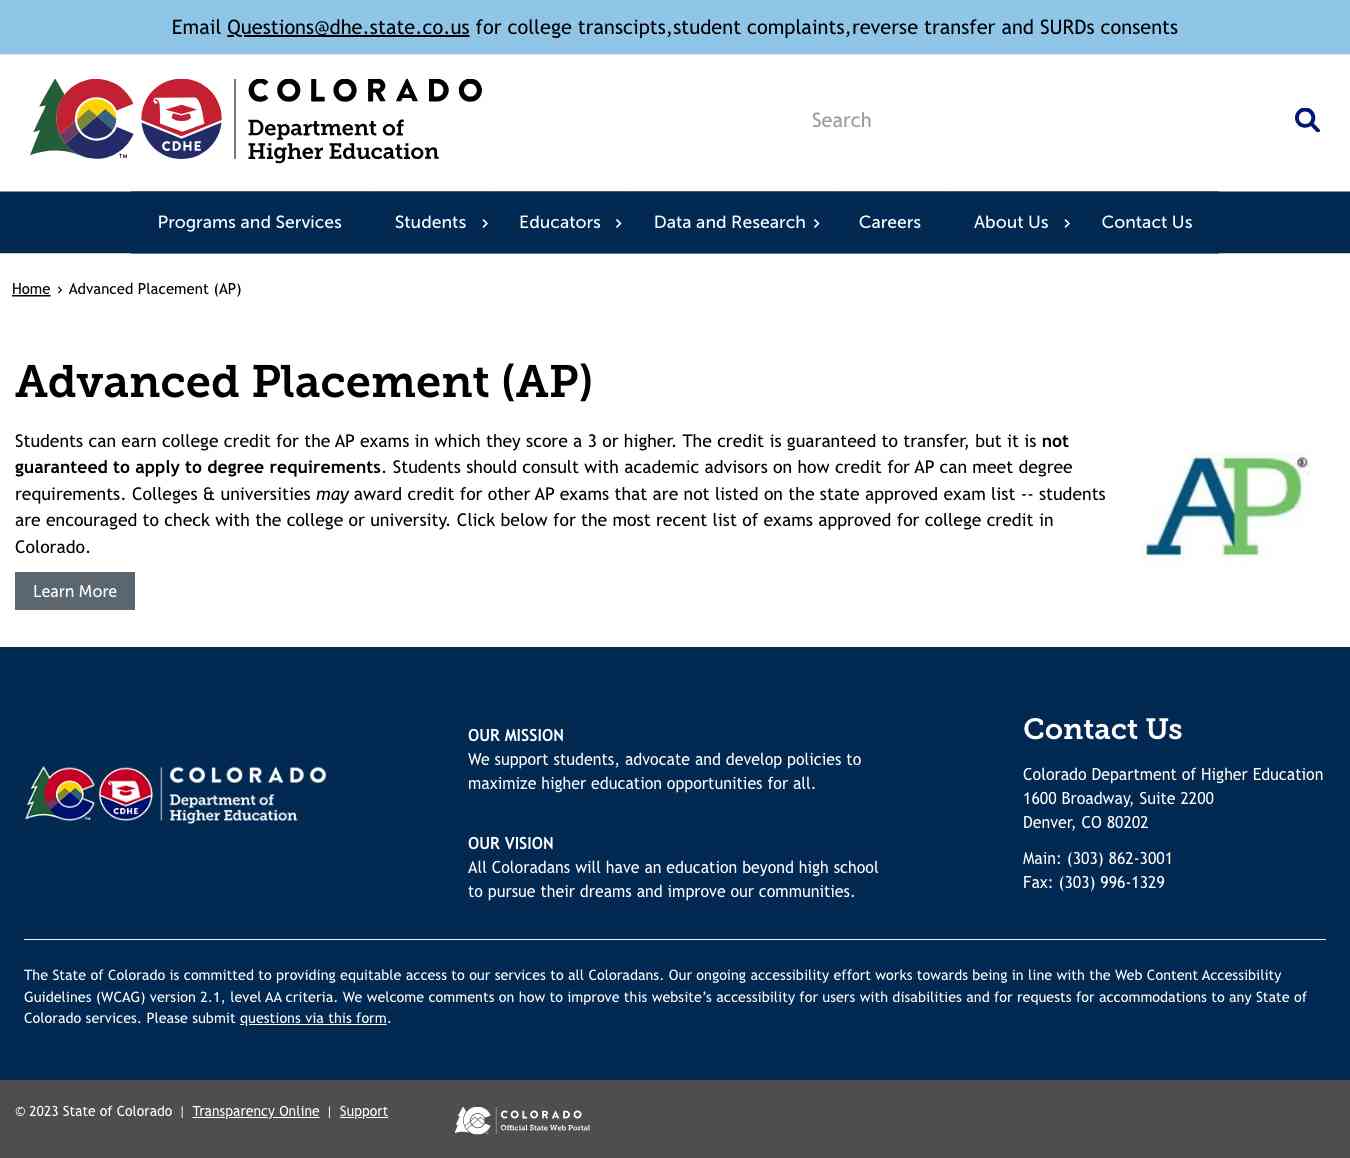 Email Questions@dhe.state.co.us for college transcipts,student complaints,reverse transfer and SURDs consents
CDHE
TM
COLORADO
Department of
Higher Education
Search
Programs and Services Students › Educators › Data and Research › Careers About Us › Contact Us
Home › Advanced Placement (AP)
Advanced Placement (AP)
Students can earn college credit for the AP exams in which they score a 3 or higher. The credit is guaranteed to transfer, but it is not
guaranteed to apply to degree requirements. Students should consult with academic advisors on how credit for AP can meet degree
requirements. Colleges & universities may award credit for other AP exams that are not listed on the state approved exam list -- students
are encouraged to check with the college or university. Click below for the most recent list of exams approved for college credit in
Colorado.
AP®
Learn More
CDHE
TM
COLORADO
Department of
Higher Education
OUR MISSION
We support students, advocate and develop policies to
maximize higher education opportunities for all.
OUR VISION
All Coloradans will have an education beyond high school
to pursue their dreams and improve our communities.
Contact Us
Colorado Department of Higher Education
1600 Broadway, Suite 2200
Denver, CO 80202
Main: (303) 862-3001
Fax: (303) 996-1329
The State of Colorado is committed to providing equitable access to our services to all Coloradans. Our ongoing accessibility effort works towards being in line with the Web Content Accessibility
Guidelines (WCAG) version 2.1, level AA criteria. We welcome comments on how to improve this website's accessibility for users with disabilities and for requests for accommodations to any State of
Colorado services. Please submit questions via this form.
© 2023 State of Colorado | Transparency Online | Support
COLORADO
Official State Web Portal